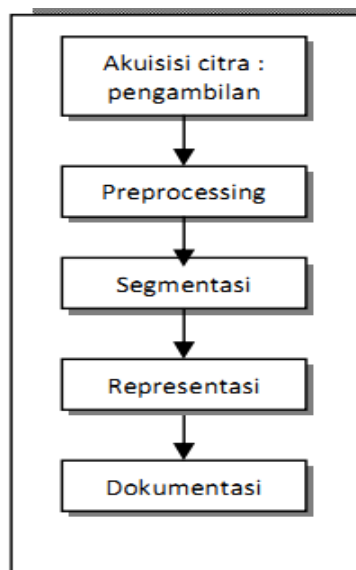 Akuisisi citra :
pengambilan
Preprocessing
Segmentasi
Representasi
Dokumentasi